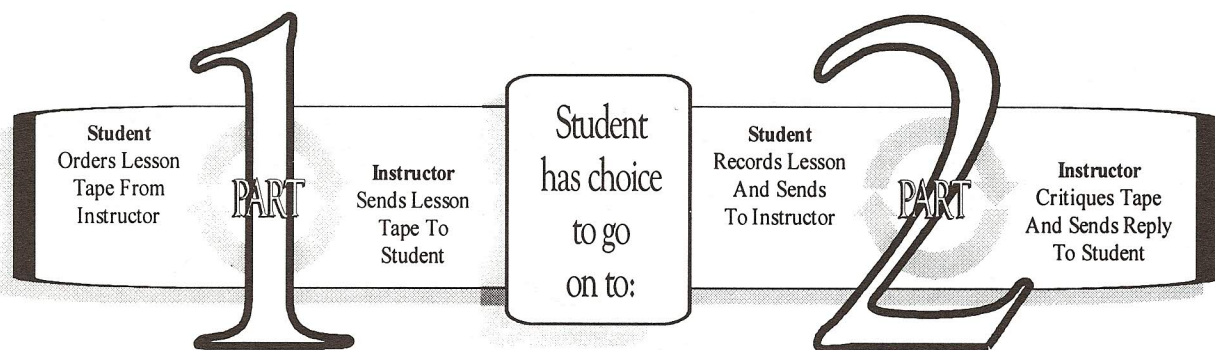 1
PART
Student
Orders Lesson
Tape From
Instructor
Instructor
Sends Lesson
Tape To
Student
Student
has choice
to go
on to:
2
PART
Student
Records Lesson
And Sends
To Instructor
Instructor
Critiques Tape
And Sends Reply
To Student